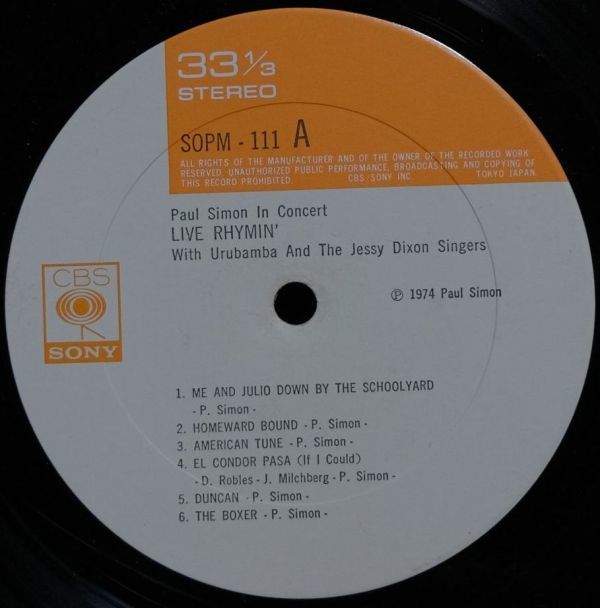 33 1/3
STEREO
SOPM - 111 A
ALL RIGHTS OF THE MANUFACTURER AND OF THE OWNER OF THE RECORDED WORK
RESERVED. UNAUTHORIZED PUBLIC PERFORMANCE, BROADCASTING AND COPYING OF
THIS RECORD PROHIBITED. CBS/SONY INC. TOKYO JAPAN
Paul Simon In Concert
LIVE RHYMIN'
With Urubamba And The Jessy Dixon Singers
CBS
SONY
Ⓟ 1974 Paul Simon
1. ME AND JULIO DOWN BY THE SCHOOLYARD
- P. Simon -
2. HOMEWARD BOUND - P. Simon -
3. AMERICAN TUNE - P. Simon -
4. EL CONDOR PASA (If I Could)
- D. Robles - J. Milchberg - P. Simon -
5. DUNCAN - P. Simon -
6. THE BOXER - P. Simon -